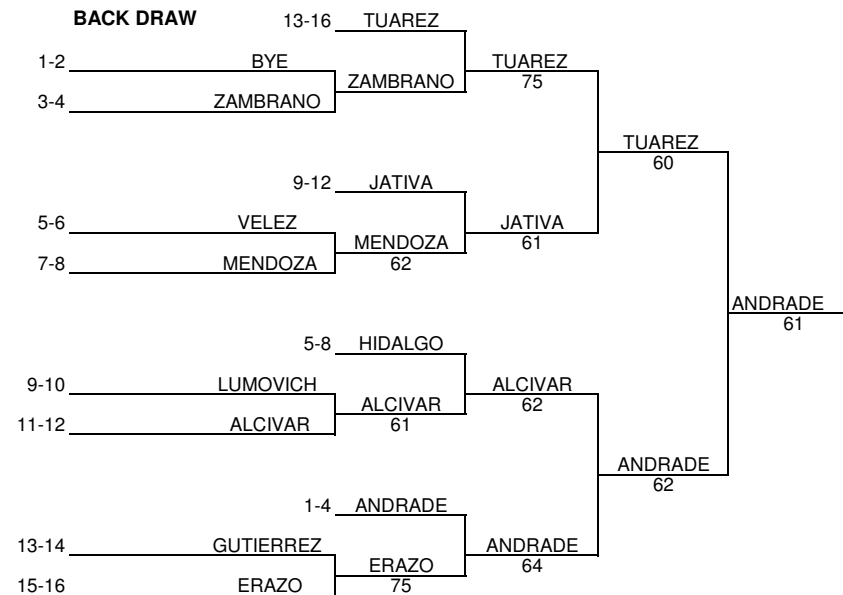 BACK DRAW
13-16 TUAREZ
1-2 BYE TUAREZ
ZAMBRANO 75
3-4 ZAMBRANO
TUAREZ
60
9-12 JATIVA
5-6 VELEZ JATIVA
MENDOZA 61
7-8 MENDOZA 62
ANDRADE
61
5-8 HIDALGO
9-10 LUMOVICH ALCIVAR
ALCIVAR 62
11-12 ALCIVAR 61
ANDRADE
62
1-4 ANDRADE
13-14 GUTIERREZ ANDRADE
ERAZO 64
15-16 ERAZO 75